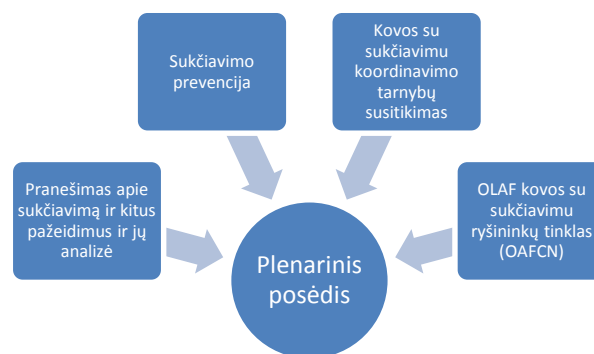 Sukčiavimo
prevencija
Kovos su
sukčiavimu
koordinavimo
tarnybų
susitikimas
Pranešimas apie
sukčiavimą ir kitus
pažeidimus ir jų
analizė
OLAF kovos su
sukčiavimu
ryšininkų tinklas
(OAFCN)
Plenarinis
posėdis